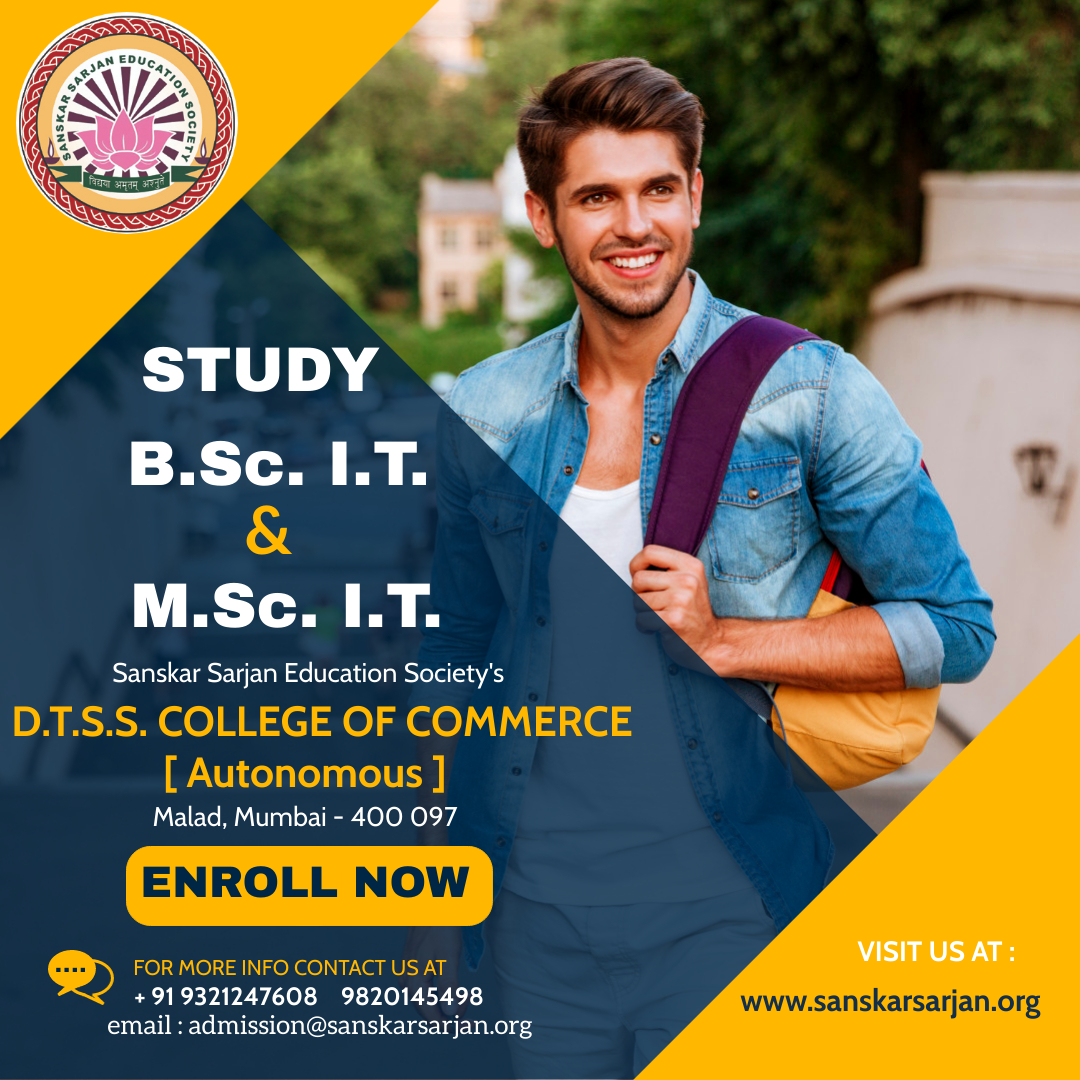 SANSKAR SARJAN EDUCATION SOCIETY
विद्यया अमृतम् अश्नुते
STUDY
B.Sc. I.T.
&
M.Sc. I.T.
Sanskar Sarjan Education Society's
D.T.S.S. COLLEGE OF COMMERCE
[ Autonomous ]
Malad, Mumbai - 400 097
ENROLL NOW
FOR MORE INFO CONTACT US AT
+ 91 9321247608 9820145498
email : admission@sanskarsarjan.org
VISIT US AT :
www.sanskarsarjan.org